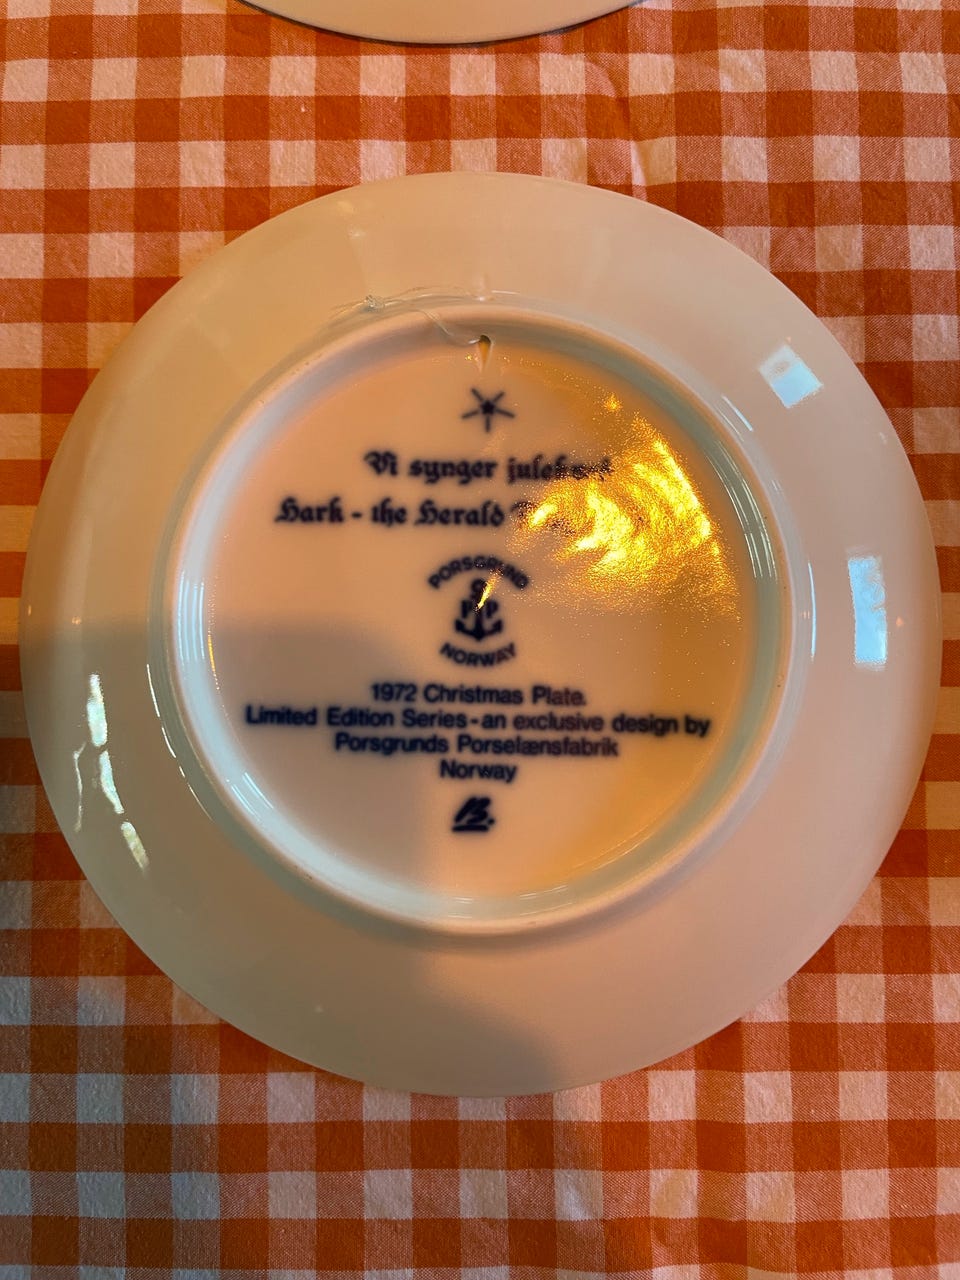 Vi synger julekvad
Hark - the Herald
PORSGRUND
P P
NORWAY
1972 Christmas Plate.
Limited Edition Series - an exclusive design by
Porsgrunds Porselænsfabrik
Norway
B.